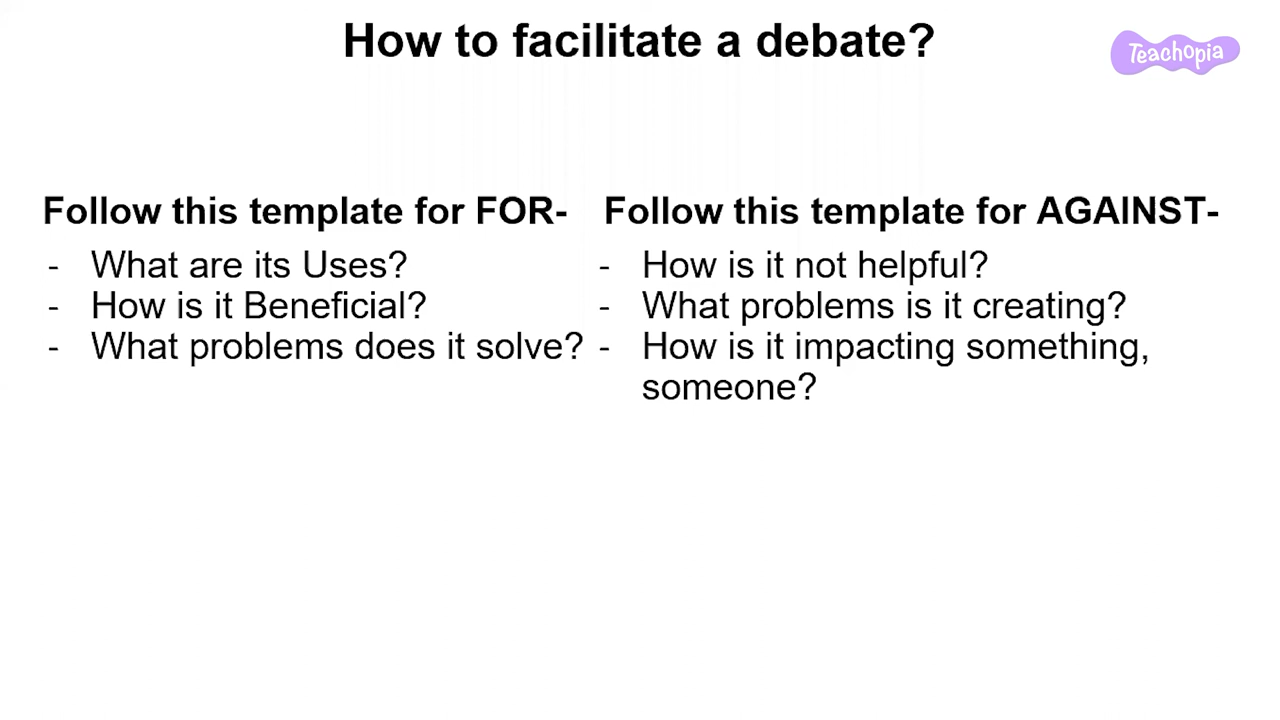 How to facilitate a debate?
Teachopia
Follow this template for FOR-
- What are its Uses?
- How is it Beneficial?
- What problems does it solve?
Follow this template for AGAINST-
- How is it not helpful?
- What problems is it creating?
- How is it impacting something,
someone?